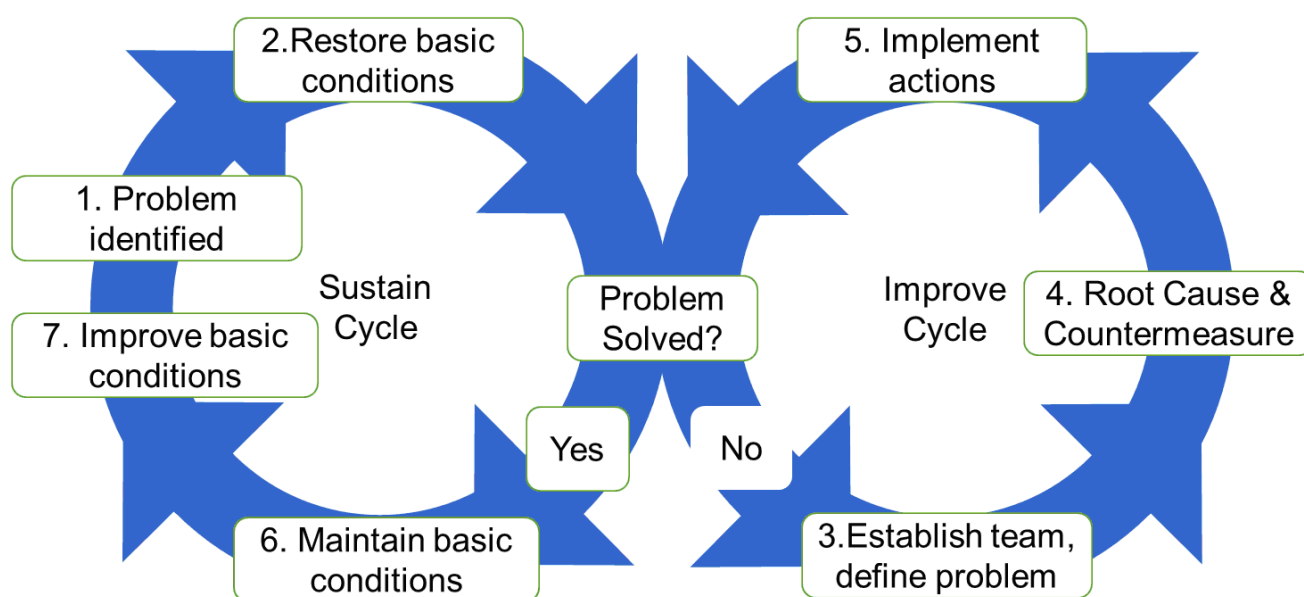 2.Restore basic
conditions
5. Implement
actions
1. Problem
identified
Sustain
Cycle
Problem
Solved?
Improve
Cycle
4. Root Cause &
Countermeasure
7. Improve basic
conditions
Yes
No
6. Maintain basic
conditions
3.Establish team,
define problem